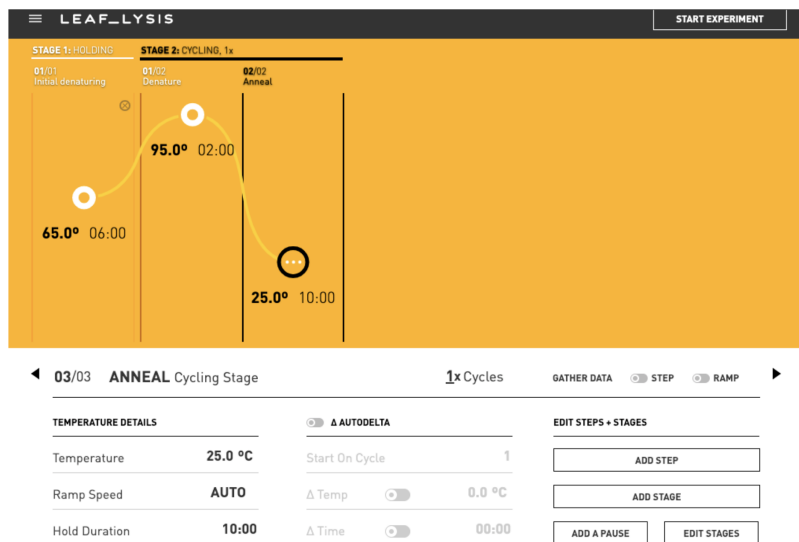 LEAF_LYSIS
START EXPERIMENT
STAGE 1: HOLDING
STAGE 2: CYCLING, 1x
01/01
Initial denaturing
01/02
Denature
02/02
Anneal
95.0º 02:00
65.0º 06:00
25.0º 10:00
03/03 ANNEAL Cycling Stage
1x Cycles
GATHER DATA
STEP
RAMP
TEMPERATURE DETAILS
Temperature 25.0 ºC
Ramp Speed AUTO
Hold Duration 10:00
Δ AUTODELTA
Start On Cycle 1
Δ Temp 0.0 ºC
Δ Time 00:00
EDIT STEPS + STAGES
ADD STEP
ADD STAGE
ADD A PAUSE
EDIT STAGES